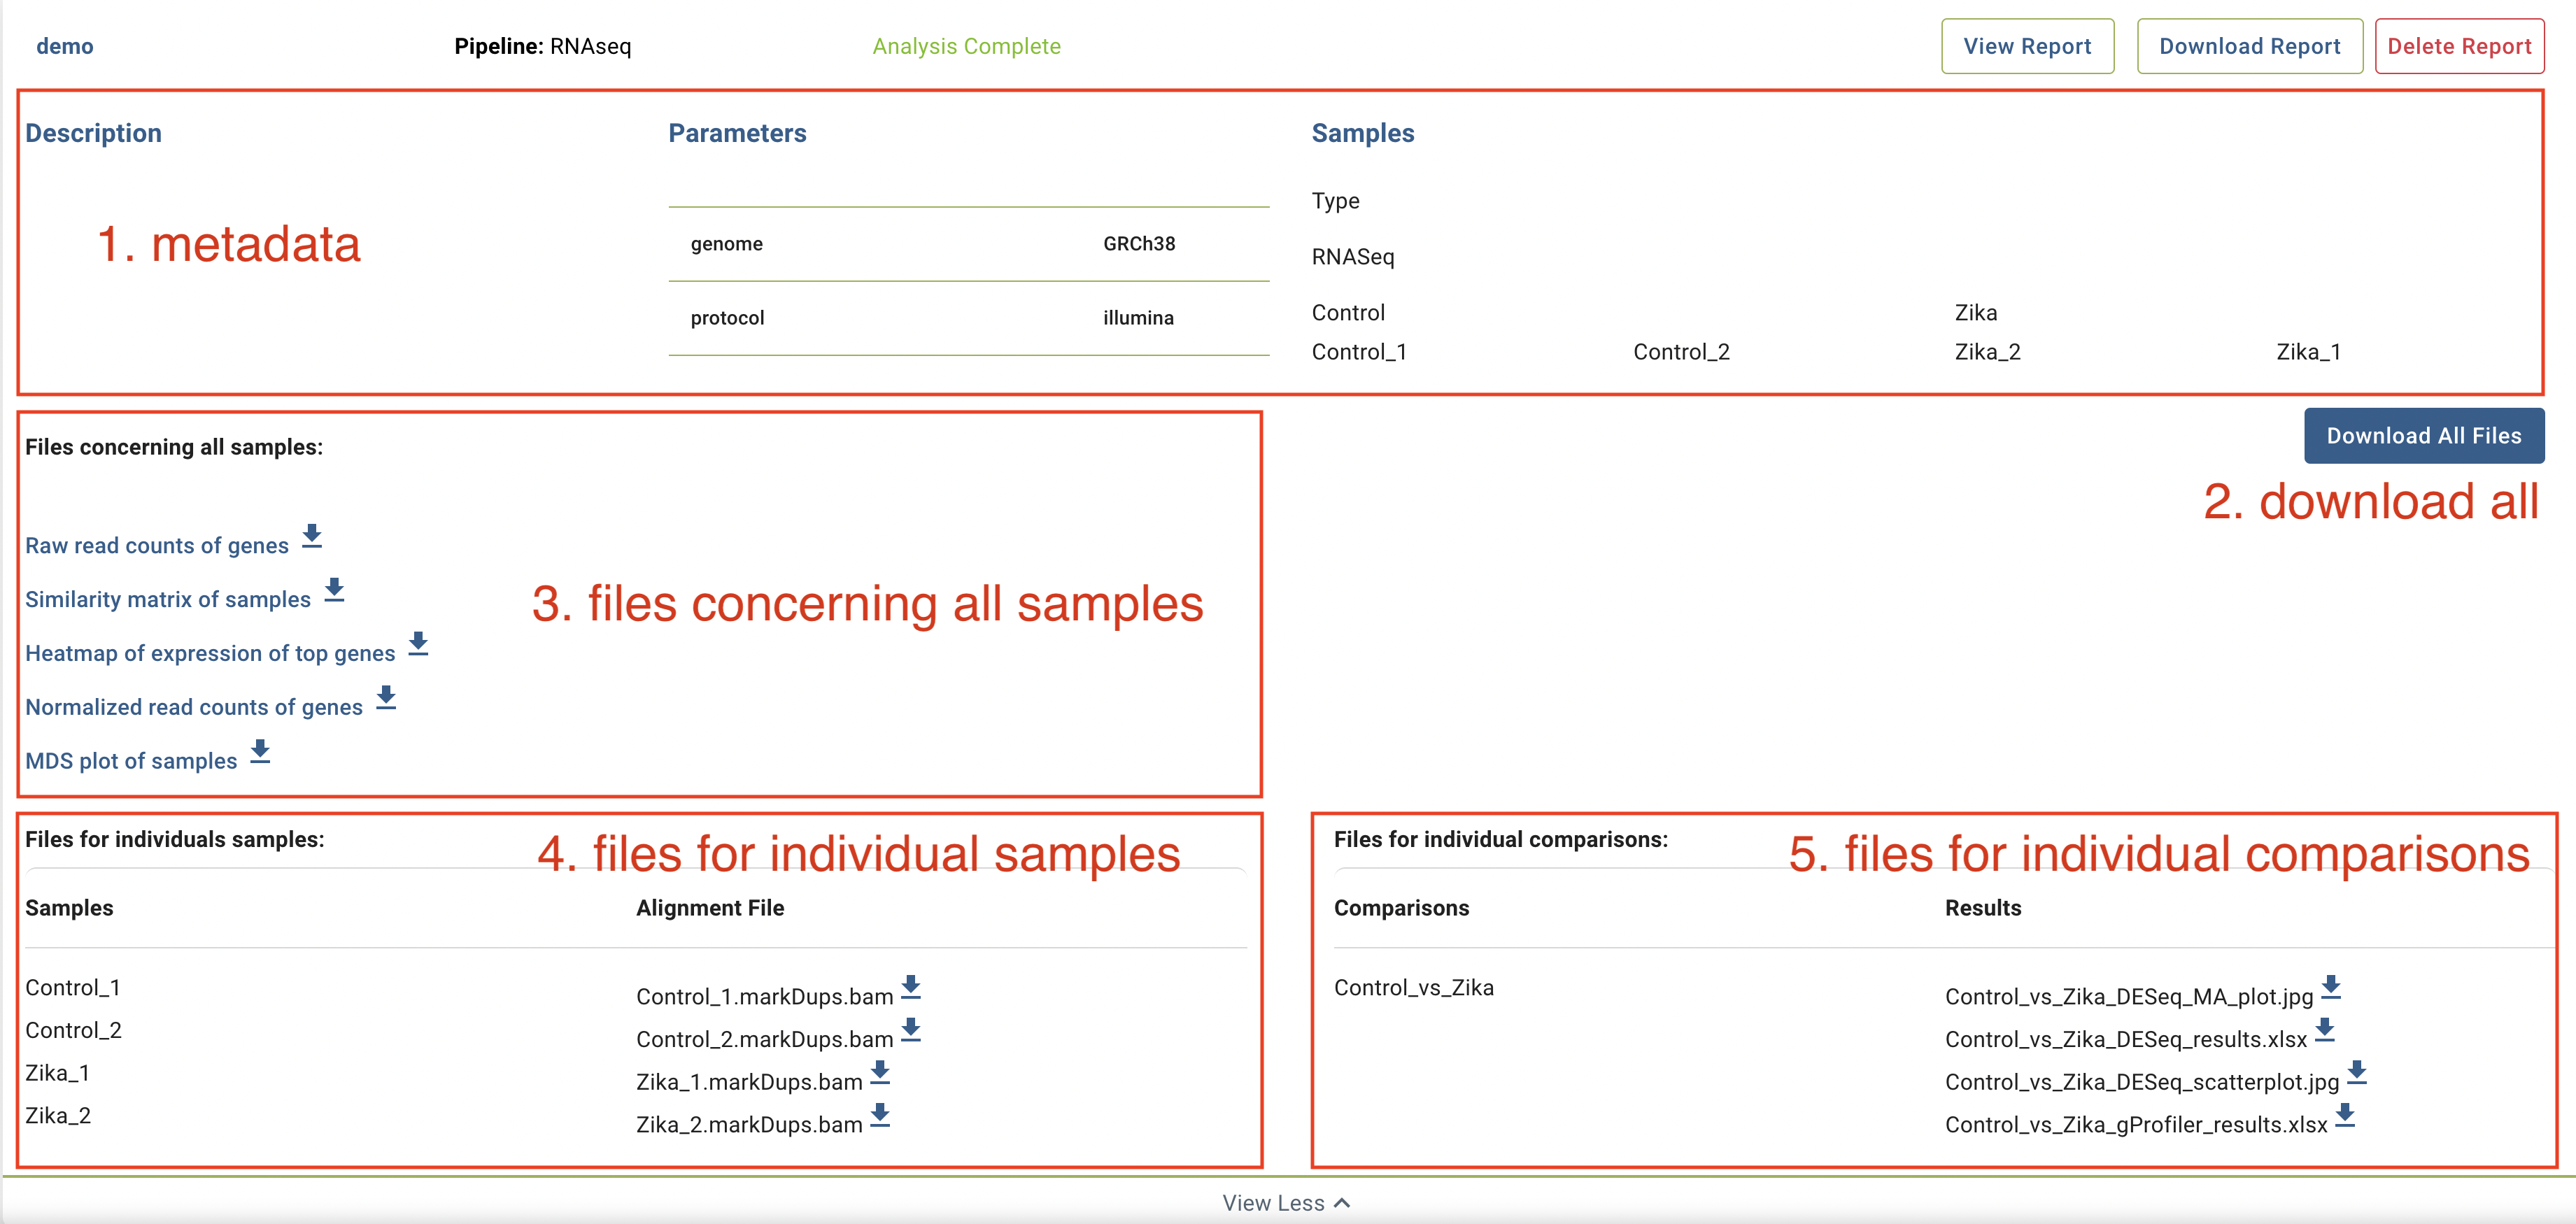 demo
Pipeline: RNAseq
Analysis Complete
View Report
Download Report
Delete Report
Description
Parameters
Samples
1. metadata
genome GRCh38
protocol illumina
Type
RNASeq
Control Zika
Control_1 Control_2 Zika_2 Zika_1
Files concerning all samples:
Download All Files
2. download all
Raw read counts of genes
Similarity matrix of samples
Heatmap of expression of top genes
Normalized read counts of genes
MDS plot of samples
3. files concerning all samples
Files for individuals samples:
4. files for individual samples
Samples Alignment File
Control_1 Control_1.markDups.bam
Control_2 Control_2.markDups.bam
Zika_1 Zika_1.markDups.bam
Zika_2 Zika_2.markDups.bam
Files for individual comparisons:
5. files for individual comparisons
Comparisons Results
Control_vs_Zika Control_vs_Zika_DESeq_MA_plot.jpg
Control_vs_Zika_DESeq_results.xlsx
Control_vs_Zika_DESeq_scatterplot.jpg
Control_vs_Zika_gProfiler_results.xlsx
View Less